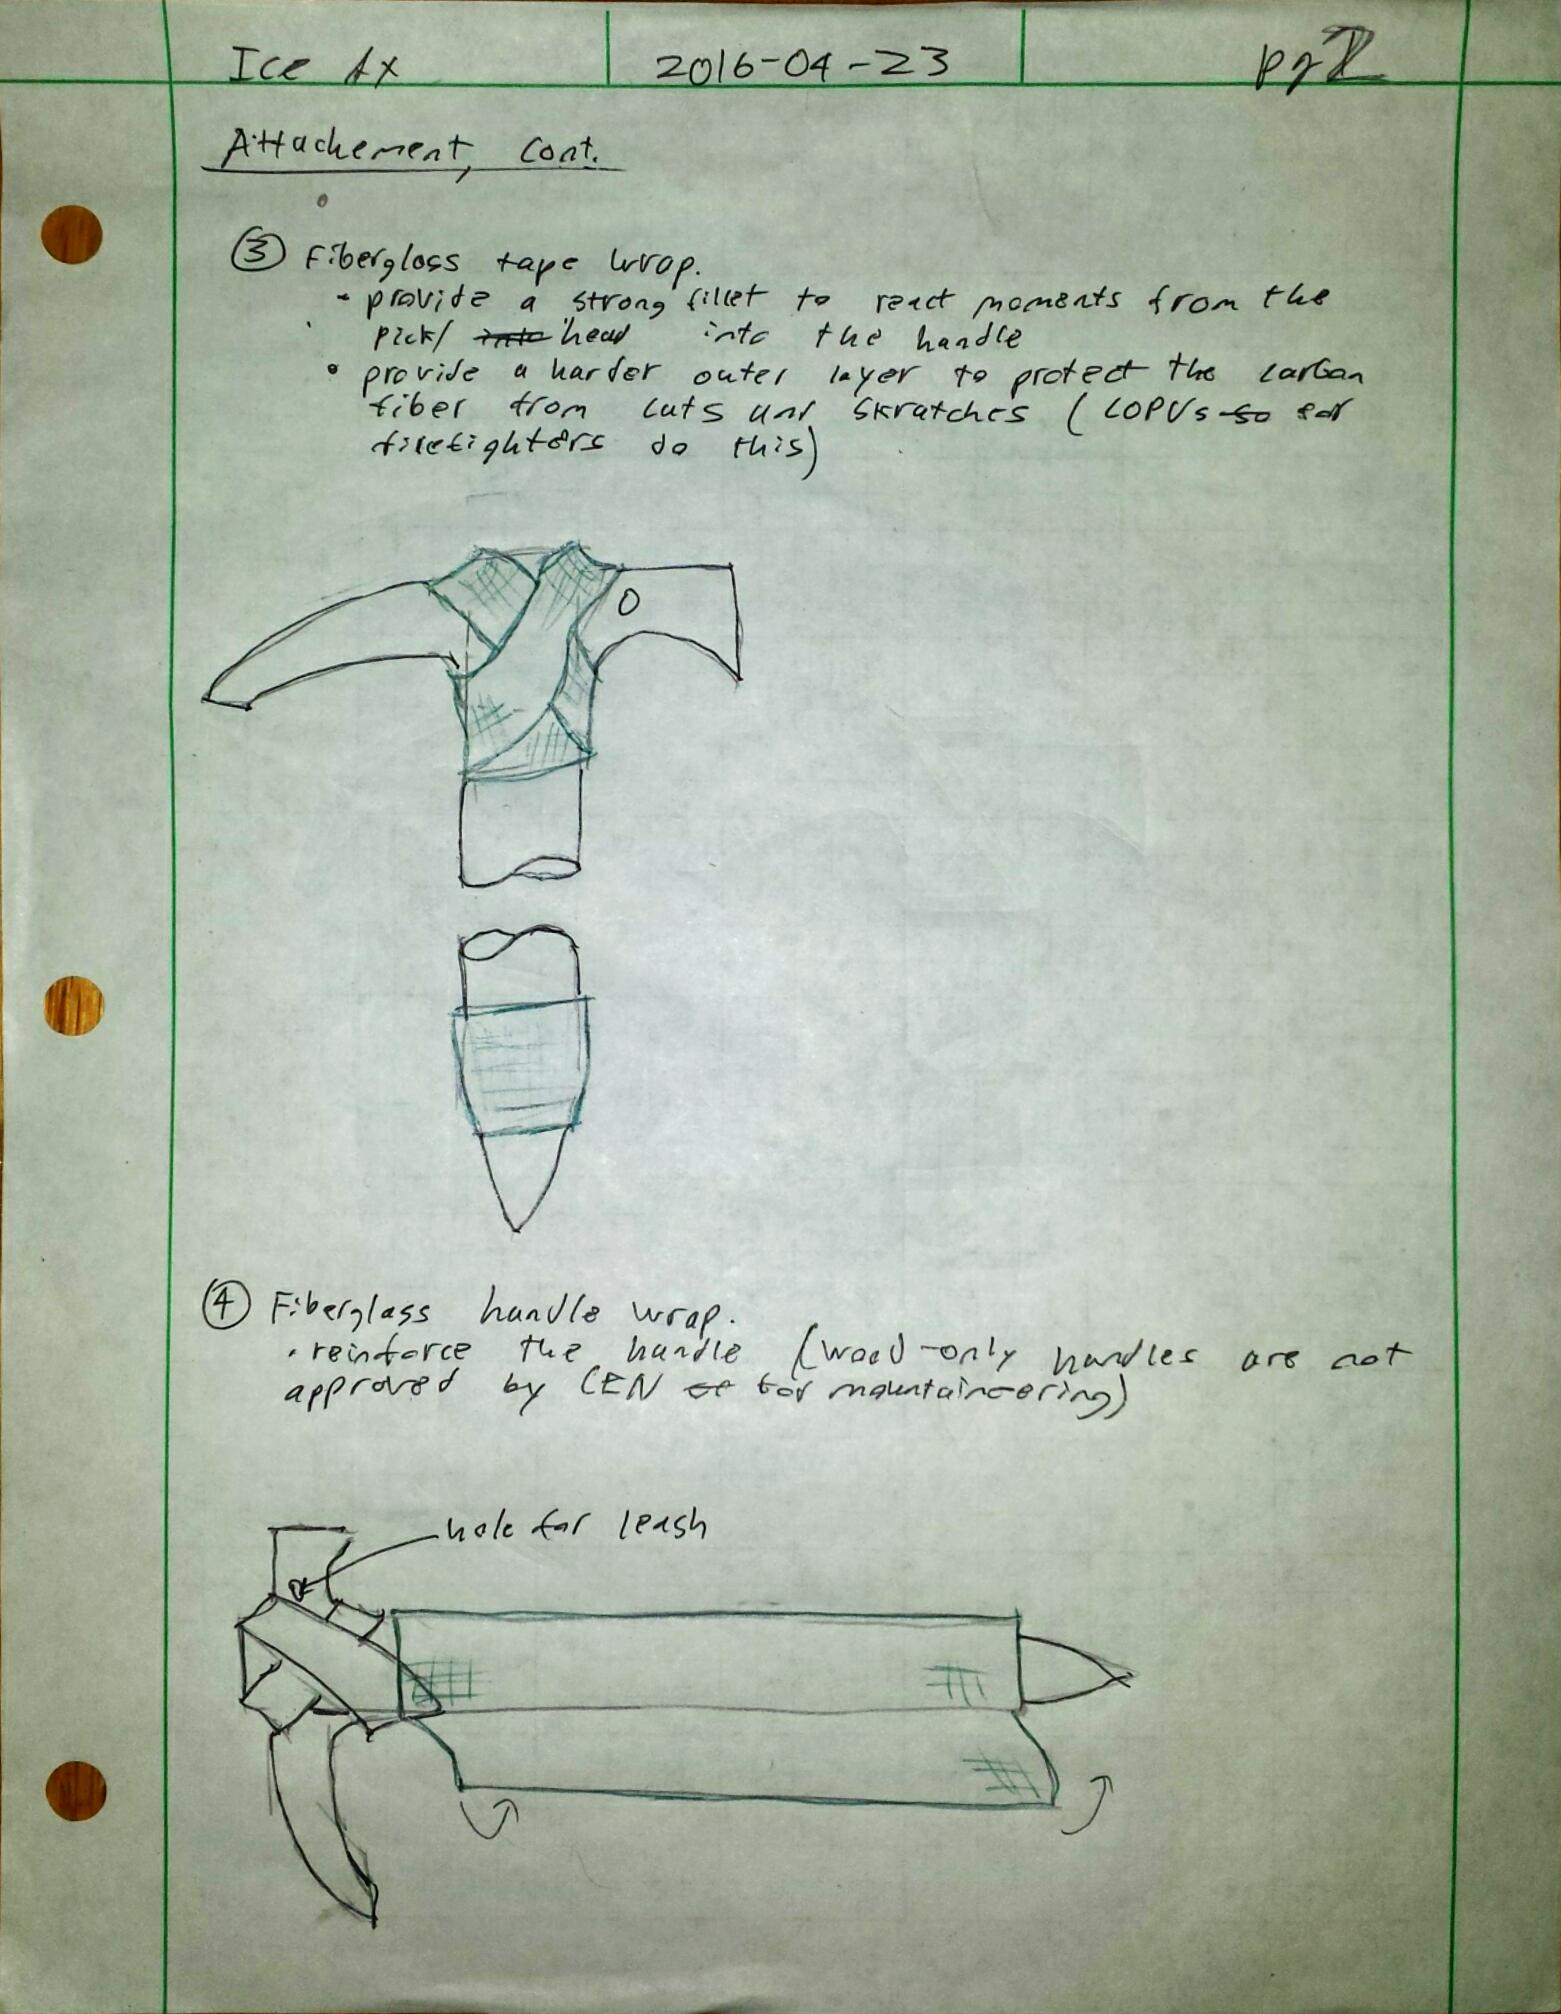 Ice Ax
2016-04-23
pg 2
Attachement, Cont.
③ Fiberglass tape wrap.
• provide a strong fillet to react moments from the
pick/ into head into the handle
• provide a harder outer layer to protect the carbon
fiber from cuts and skratches (COPVs so for
firefighters do this)
④ Fiberglass handle wrap.
• reinforce the handle (wood-only handles are not
approved by CEN for mountaineering)
hole for leash